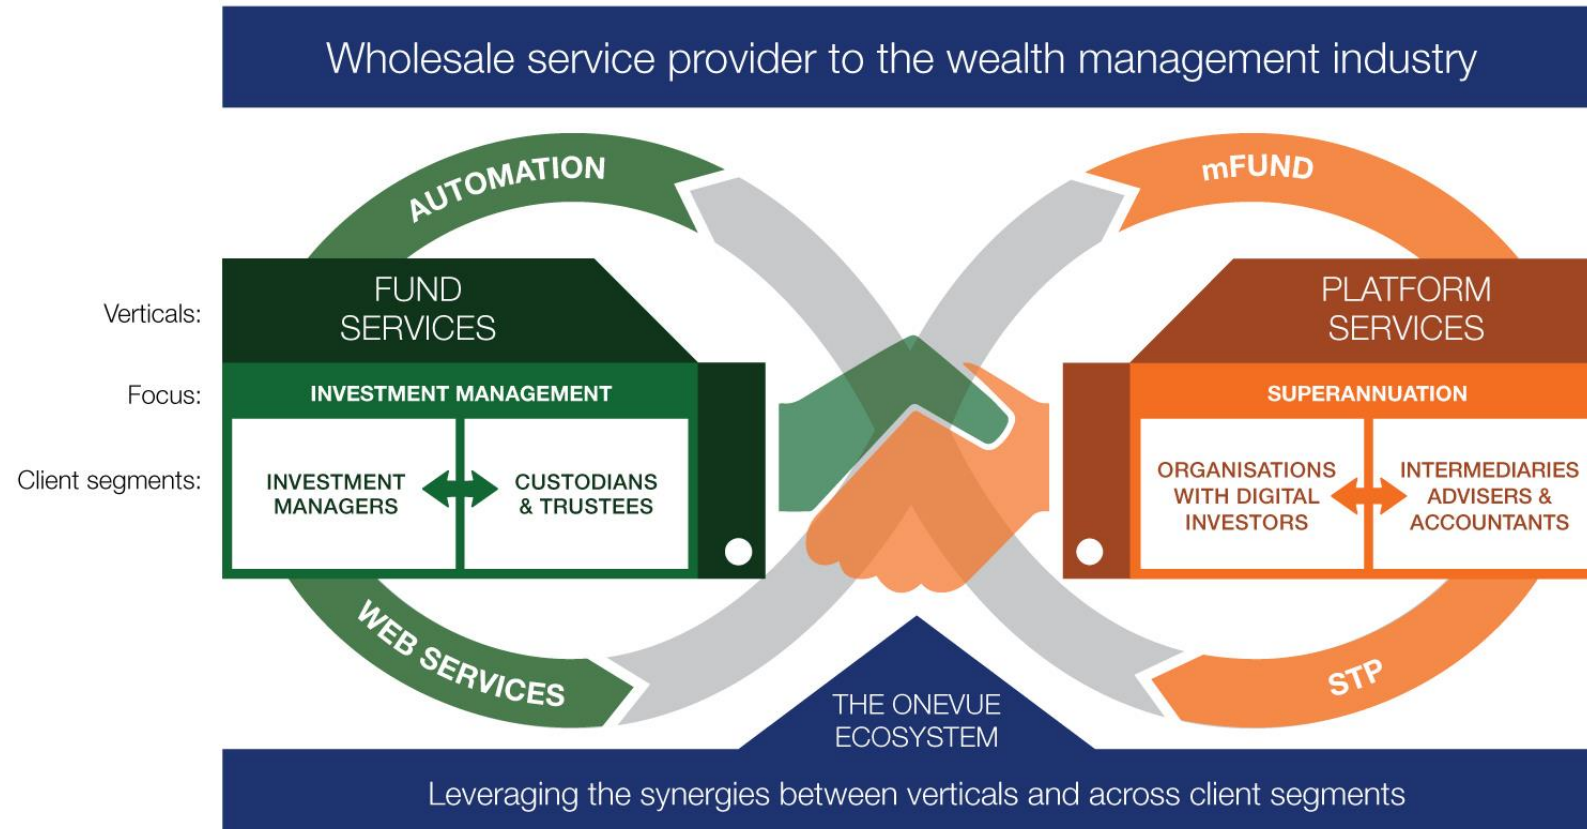 Wholesale service provider to the wealth management industry
AUTOMATION
mFUND
Verticals:
FUND
SERVICES
PLATFORM
SERVICES
Focus:
INVESTMENT MANAGEMENT
SUPERANNUATION
Client segments:
INVESTMENT
MANAGERS
CUSTODIANS
& TRUSTEES
ORGANISATIONS
WITH DIGITAL
INVESTORS
INTERMEDIARIES
ADVISERS &
ACCOUNTANTS
WEB SERVICES
STP
THE ONEVUE
ECOSYSTEM
Leveraging the synergies between verticals and across client segments